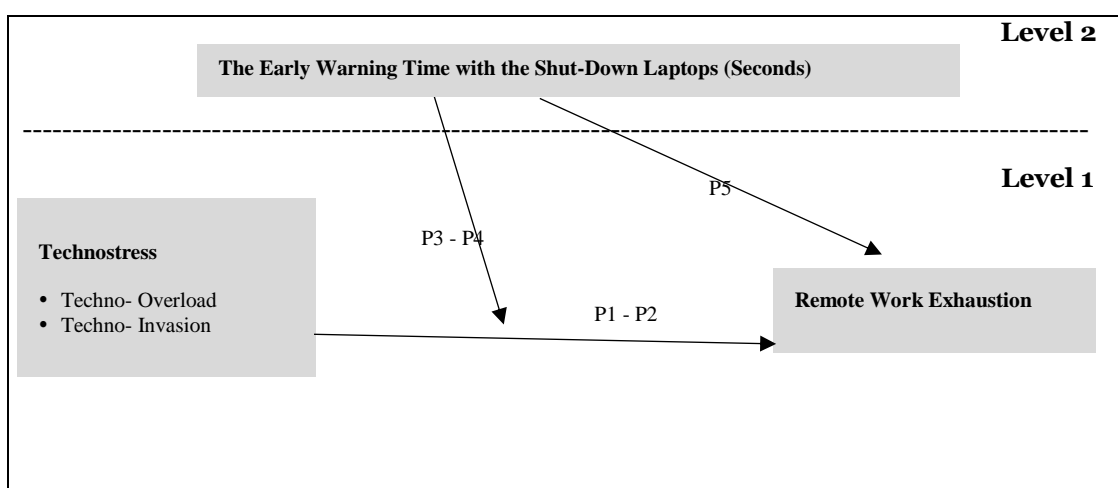 Level 2
The Early Warning Time with the Shut-Down Laptops (Seconds)
Level 1
P5
P3 - P4
Technostress
• Techno- Overload
• Techno- Invasion
Remote Work Exhaustion
P1 - P2